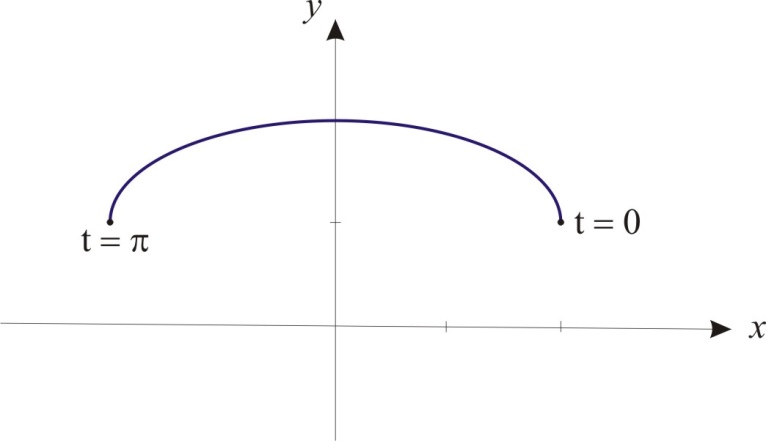 y
t = 0
t = π
x